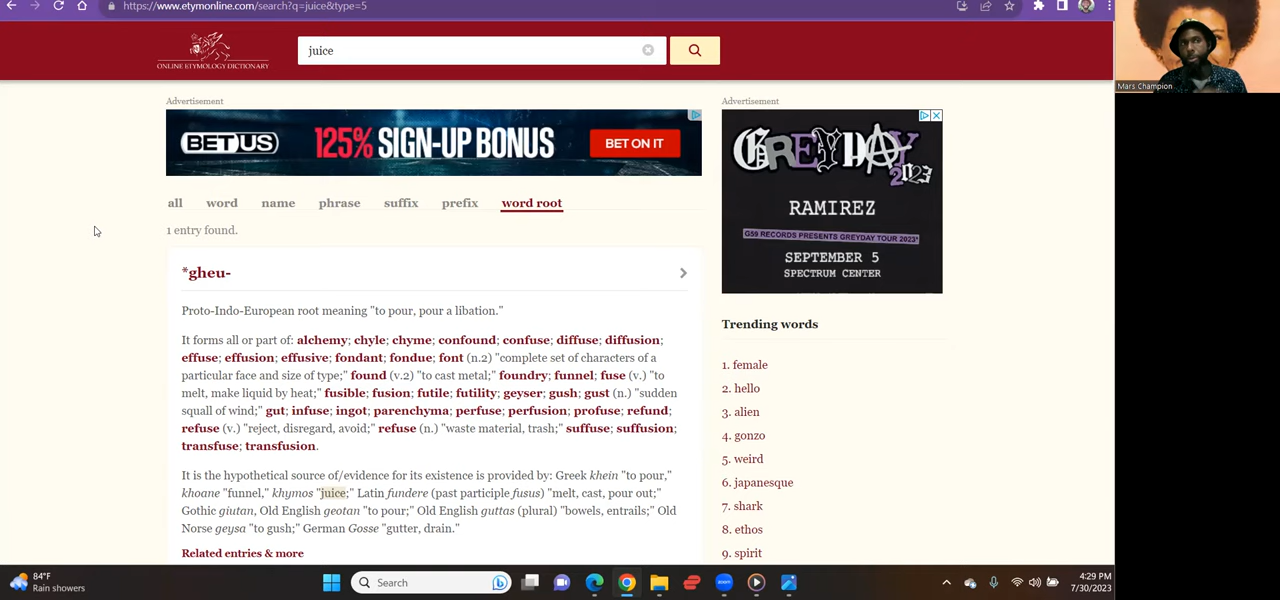 https://www.etymonline.com/search?q=juice&type=5
ONLINE ETYMOLOGY DICTIONARY
juice
Mars Champion
Advertisement
BETUS
125% SIGN-UP BONUS
BET ON IT
Advertisement
GREYDAY
2023
RAMIREZ
G59 RECORDS PRESENTS GREYDAY TOUR 2023
SEPTEMBER 5
SPECTRUM CENTER
all word name phrase suffix prefix word root
1 entry found.
*gheu-
Proto-Indo-European root meaning "to pour, pour a libation."
It forms all or part of: alchemy; chyle; chyme; confound; confuse; diffuse; diffusion;
effuse; effusion; effusive; fondant; fondue; font (n.2) "complete set of characters of a
particular face and size of type;" found (v.2) "to cast metal;" foundry; funnel; fuse (v.) "to
melt, make liquid by heat;" fusible; fusion; futile; futility; geyser; gush; gust (n.) "sudden
squall of wind;" gut; infuse; ingot; parenchyma; perfuse; perfusion; profuse; refund;
refuse (v.) "reject, disregard, avoid;" refuse (n.) "waste material, trash;" suffuse; suffusion;
transfuse; transfusion.
It is the hypothetical source of/evidence for its existence is provided by: Greek khein "to pour,"
khoane "funnel," khymos "juice;" Latin fundere (past participle fusus) "melt, cast, pour out;"
Gothic giutan, Old English geotan "to pour;" Old English guttas (plural) "bowels, entrails;" Old
Norse geysa "to gush;" German Gosse "gutter, drain."
Related entries & more
Trending words
1. female
2. hello
3. alien
4. gonzo
5. weird
6. japanesque
7. shark
8. ethos
9. spirit
84°F
Rain showers
Search
zoom
4:29 PM
7/30/2023